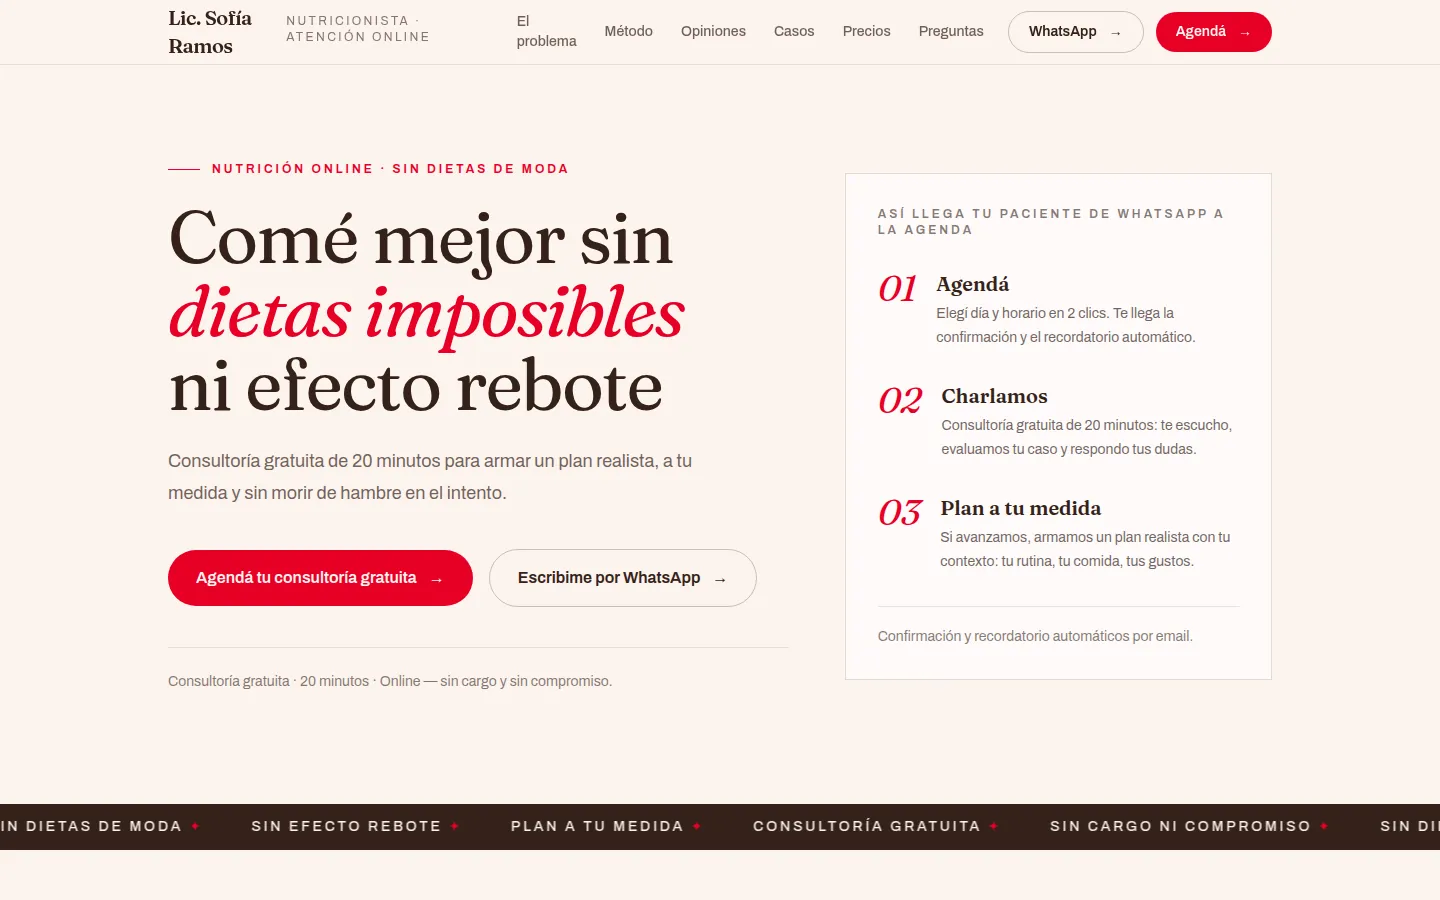 Lic. Sofía
Ramos
NUTRICIONISTA ·
ATENCIÓN ONLINE
El
problema
Método
Opiniones
Casos
Precios
Preguntas
WhatsApp →
Agendá →
NUTRICIÓN ONLINE · SIN DIETAS DE MODA
Comé mejor sin
dietas imposibles
ni efecto rebote
Consultoría gratuita de 20 minutos para armar un plan realista, a tu
medida y sin morir de hambre en el intento.
Agendá tu consultoría gratuita →
Escribime por WhatsApp →
Consultoría gratuita · 20 minutos · Online — sin cargo y sin compromiso.
ASÍ LLEGA TU PACIENTE DE WHATSAPP A
LA AGENDA
01 Agendá
Elegí día y horario en 2 clics. Te llega la
confirmación y el recordatorio automático.
02 Charlamos
Consultoría gratuita de 20 minutos: te escucho,
evaluamos tu caso y respondo tus dudas.
03 Plan a tu medida
Si avanzamos, armamos un plan realista con tu
contexto: tu rutina, tu comida, tus gustos.
Confirmación y recordatorio automáticos por email.
IN DIETAS DE MODA ✦ SIN EFECTO REBOTE ✦ PLAN A TU MEDIDA ✦ CONSULTORÍA GRATUITA ✦ SIN CARGO NI COMPROMISO ✦ SIN DI